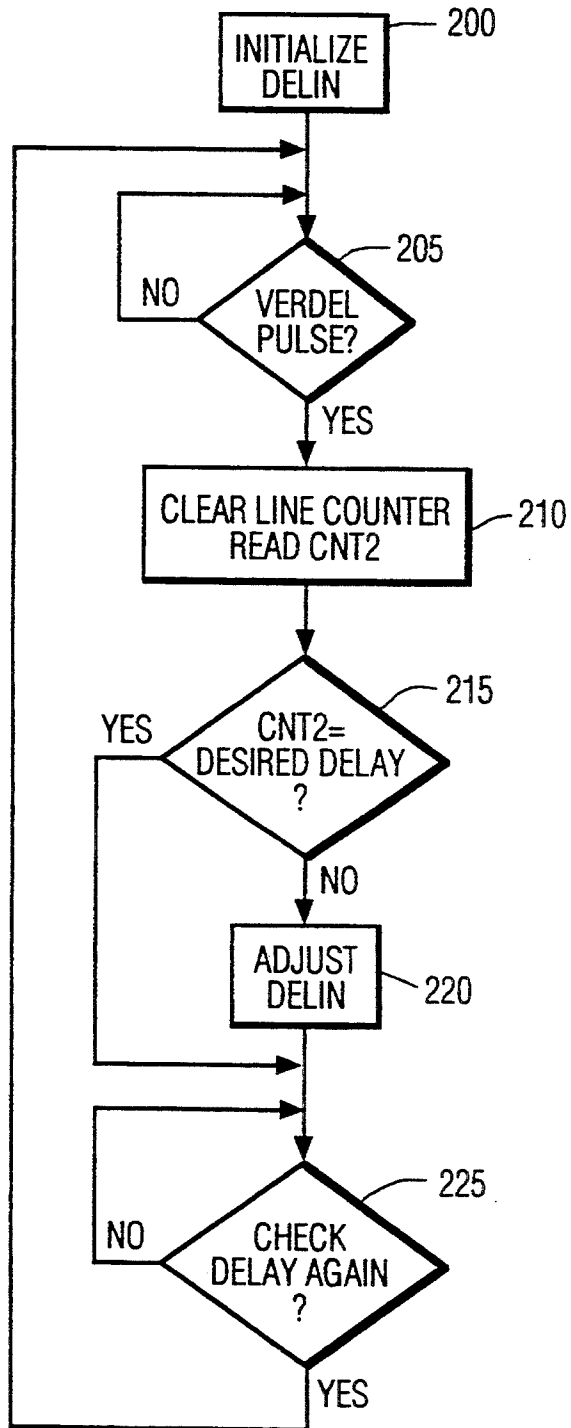 200
INITIALIZE
DELIN
205
NO
VERDEL
PULSE?
YES
CLEAR LINE COUNTER
READ CNT2
210
215
YES
CNT2=
DESIRED DELAY
?
NO
ADJUST
DELIN
220
225
NO
CHECK
DELAY AGAIN
?
YES